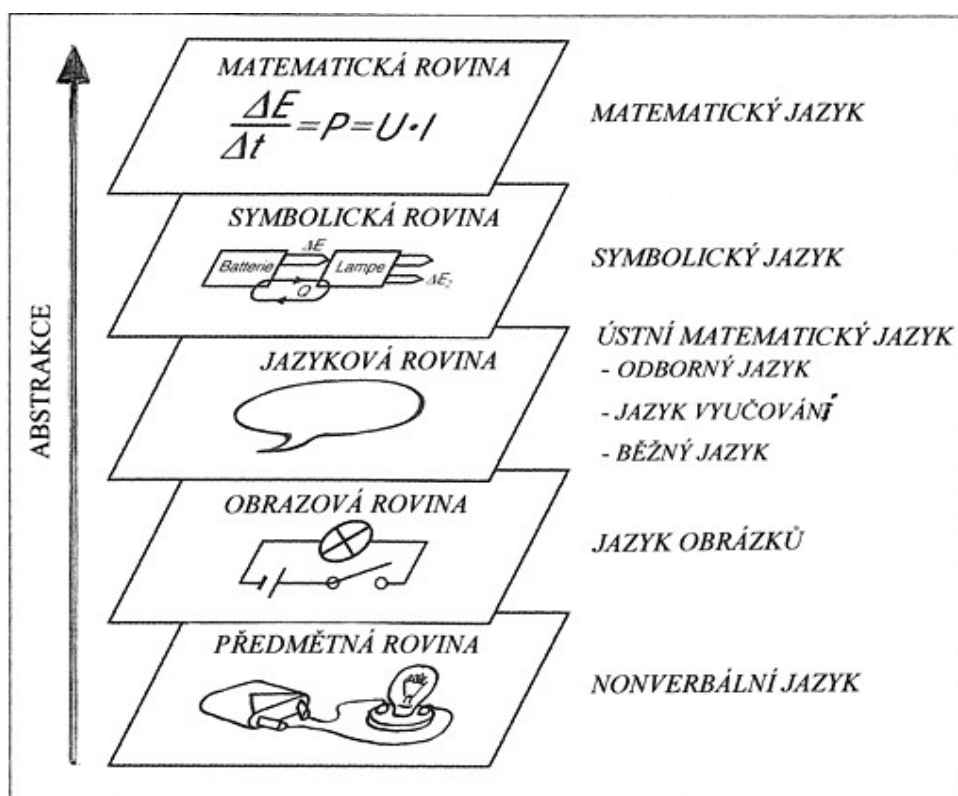 MATEMATICKÁ ROVINA
ΔE/Δt = P = U·I
MATEMATICKÝ JAZYK
SYMBOLICKÁ ROVINA
ΔE
Batterie
Lampe
Q
ΔE₂
SYMBOLICKÝ JAZYK
JAZYKOVÁ ROVINA
ÚSTNÍ MATEMATICKÝ JAZYK
- ODBORNÝ JAZYK
- JAZYK VYUČOVÁNÍ
- BĚŽNÝ JAZYK
OBRAZOVÁ ROVINA
JAZYK OBRÁZKŮ
PŘEDMĚTNÁ ROVINA
NONVERBÁLNÍ JAZYK
ABSTRAKCE